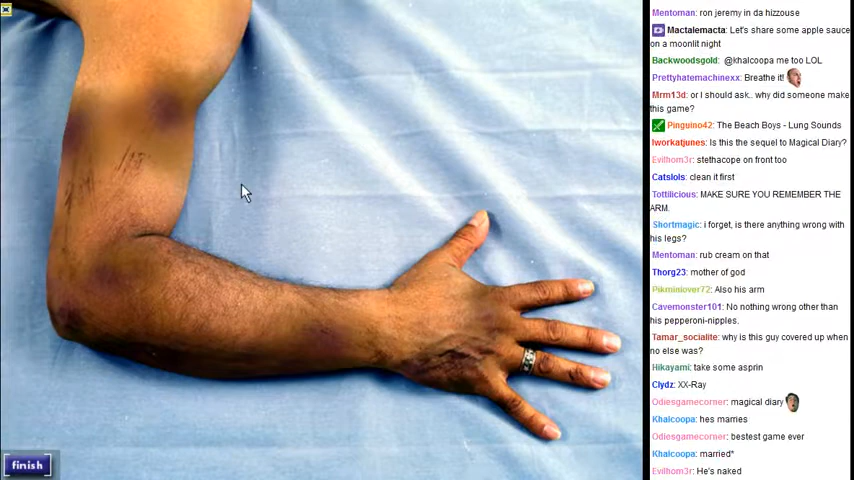 Mentoman: ron jeremy in da hizzouse
Mactalemacta: Let's share some apple sauce
on a moonlit night
Backwoodsgold: @khalcoopa me too LOL
Prettyhatemachinexx: Breathe it!
Mrm13d: or I should ask.. why did someone make
this game?
Pinguino42: The Beach Boys - Lung Sounds
Iworkatjunes: Is this the sequel to Magical Diary?
Evilhom3r: stethacope on front too
Catslols: clean it first
Tottilicious: MAKE SURE YOU REMEMBER THE
ARM.
Shortmagic: i forget, is there anything wrong with
his legs?
Mentoman: rub cream on that
Thorg23: mother of god
Pikminlover72: Also his arm
Cavemonster101: No nothing wrong other than
his pepperoni-nipples.
Tamar_socialite: why is this guy covered up when
no else was?
Hikayami: take some asprin
Clydz: XX-Ray
Odiesgamecorner: magical diary
Khalcoopa: hes marries
Odiesgamecorner: bestest game ever
Khalcoopa: married*
Evilhom3r: He's naked
finish